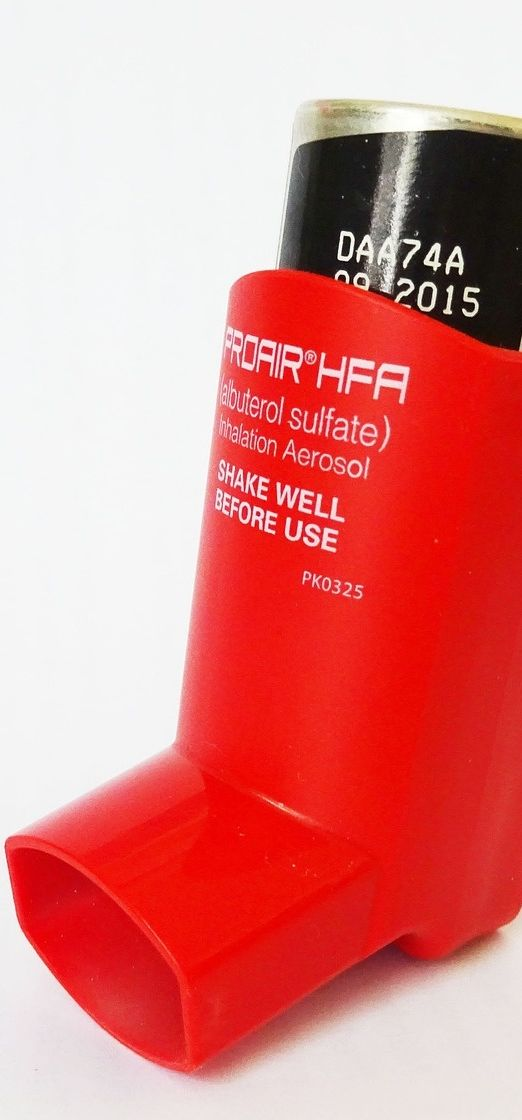 DAA74A
09 2015
PROAIR® HFA
(albuterol sulfate)
Inhalation Aerosol
SHAKE WELL
BEFORE USE
PK0325